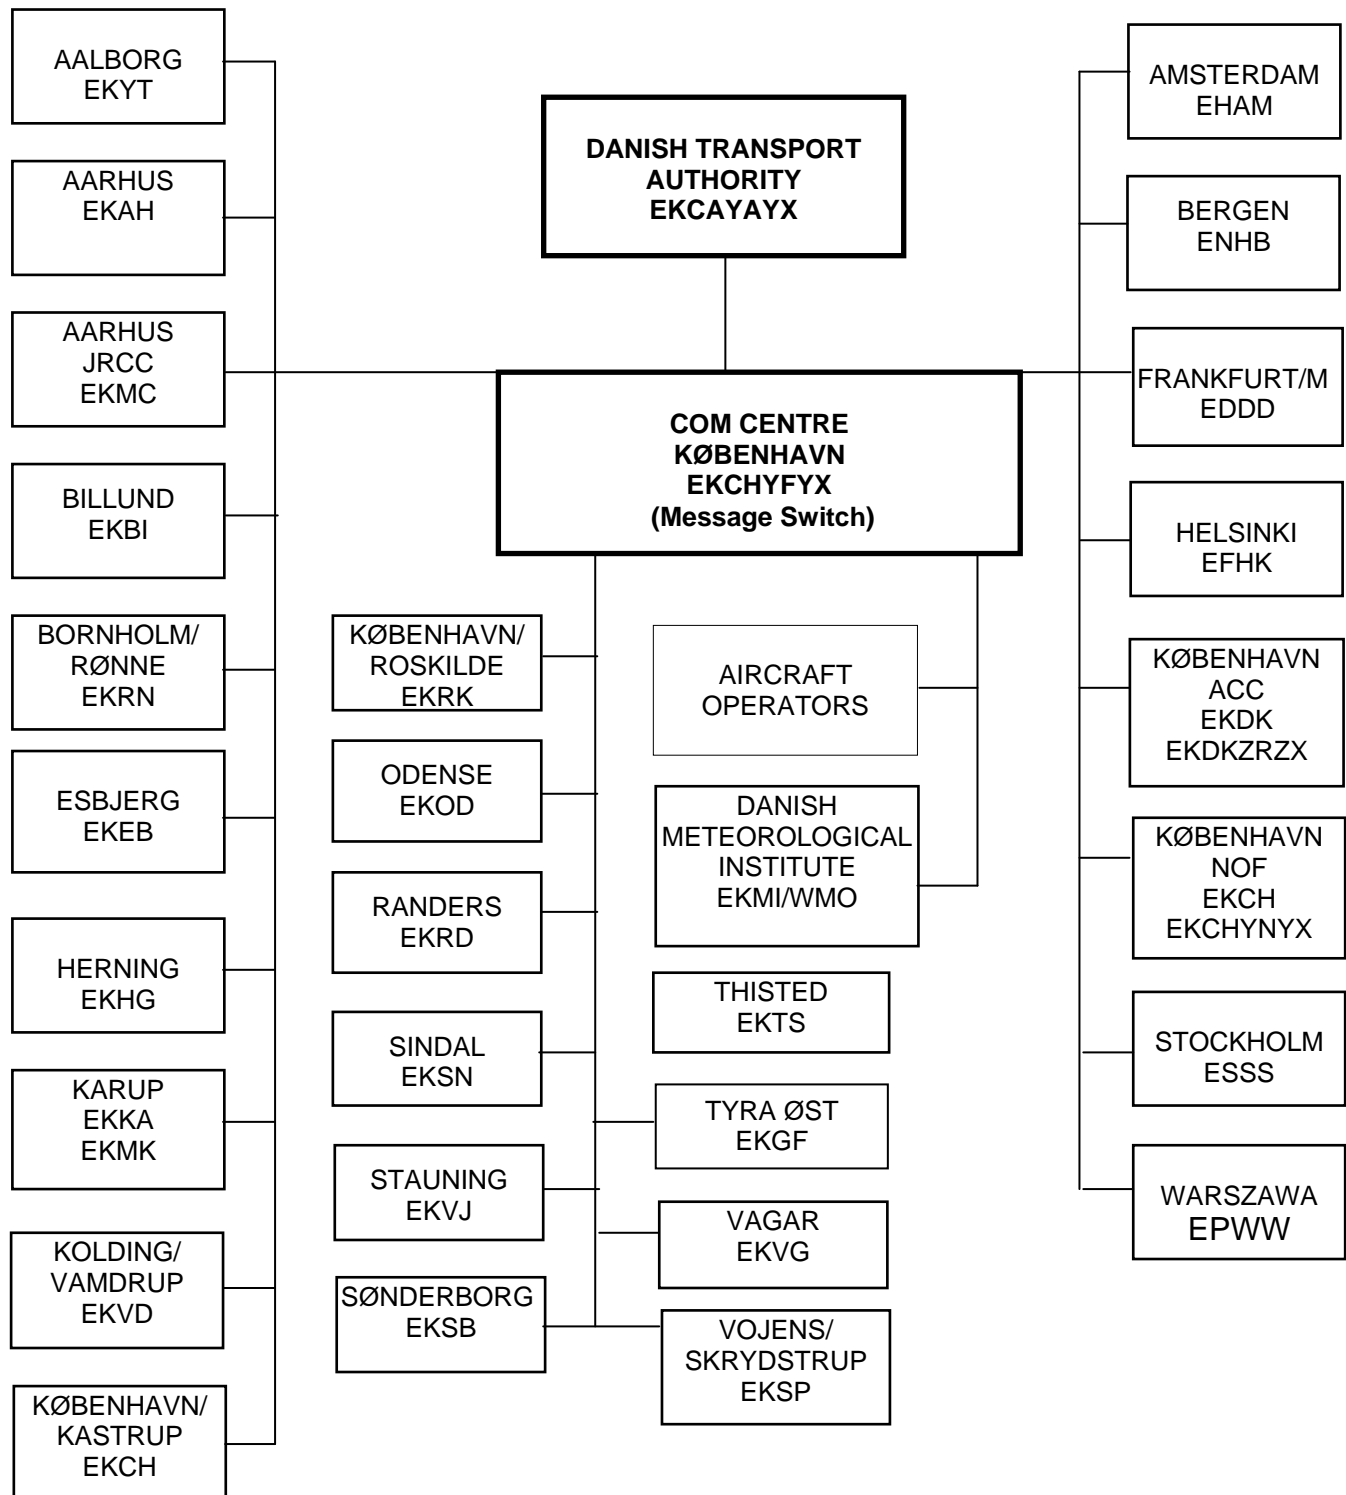 AALBORG
EKYT
AARHUS
EKAH
AARHUS
JRCC
EKMC
BILLUND
EKBI
BORNHOLM/
RØNNE
EKRN
ESBJERG
EKEB
HERNING
EKHG
KARUP
EKKA
EKMK
KOLDING/
VAMDRUP
EKVD
KØBENHAVN/
KASTRUP
EKCH
DANISH TRANSPORT
AUTHORITY
EKCAYAYX
COM CENTRE
KØBENHAVN
EKCHYFYX
(Message Switch)
KØBENHAVN/
ROSKILDE
EKRK
ODENSE
EKOD
RANDERS
EKRD
SINDAL
EKSN
STAUNING
EKVJ
SØNDERBORG
EKSB
AIRCRAFT
OPERATORS
DANISH
METEOROLOGICAL
INSTITUTE
EKMI/WMO
THISTED
EKTS
TYRA ØST
EKGF
VAGAR
EKVG
VOJENS/
SKRYDSTRUP
EKSP
AMSTERDAM
EHAM
BERGEN
ENHB
FRANKFURT/M
EDDD
HELSINKI
EFHK
KØBENHAVN
ACC
EKDK
EKDKZRZX
KØBENHAVN
NOF
EKCH
EKCHYNYX
STOCKHOLM
ESSS
WARSZAWA
EPWW